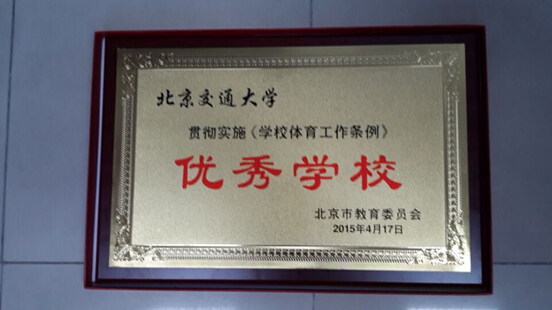 北京交通大学
贯彻实施《学校体育工作条例》
优秀学校
北京市教育委员会
2015年4月17日